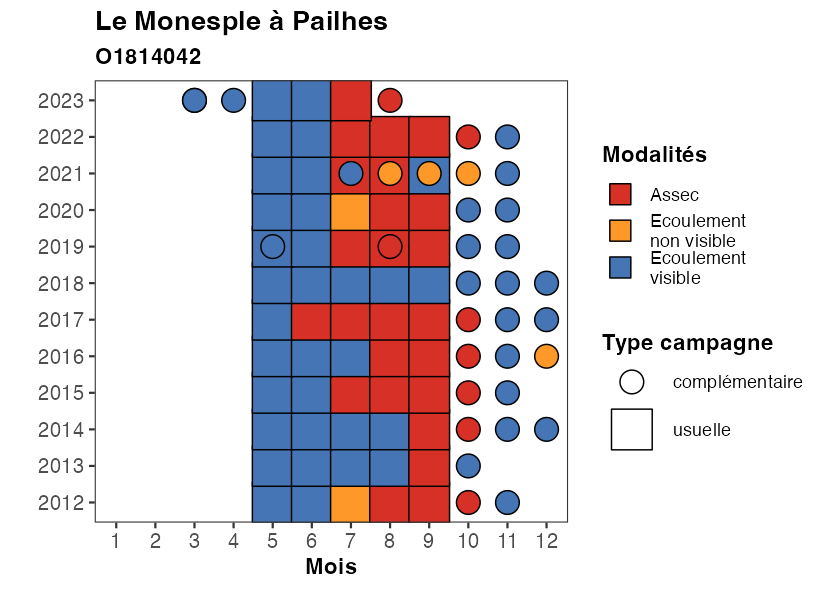 Le Monesple à Pailhes
O1814042
2023
2022
2021
2020
2019
2018
2017
2016
2015
2014
2013
2012
1 2 3 4 5 6 7 8 9 10 11 12
Mois
Modalités
Assec
Ecoulement
non visible
Ecoulement
visible
Type campagne
complémentaire
usuelle